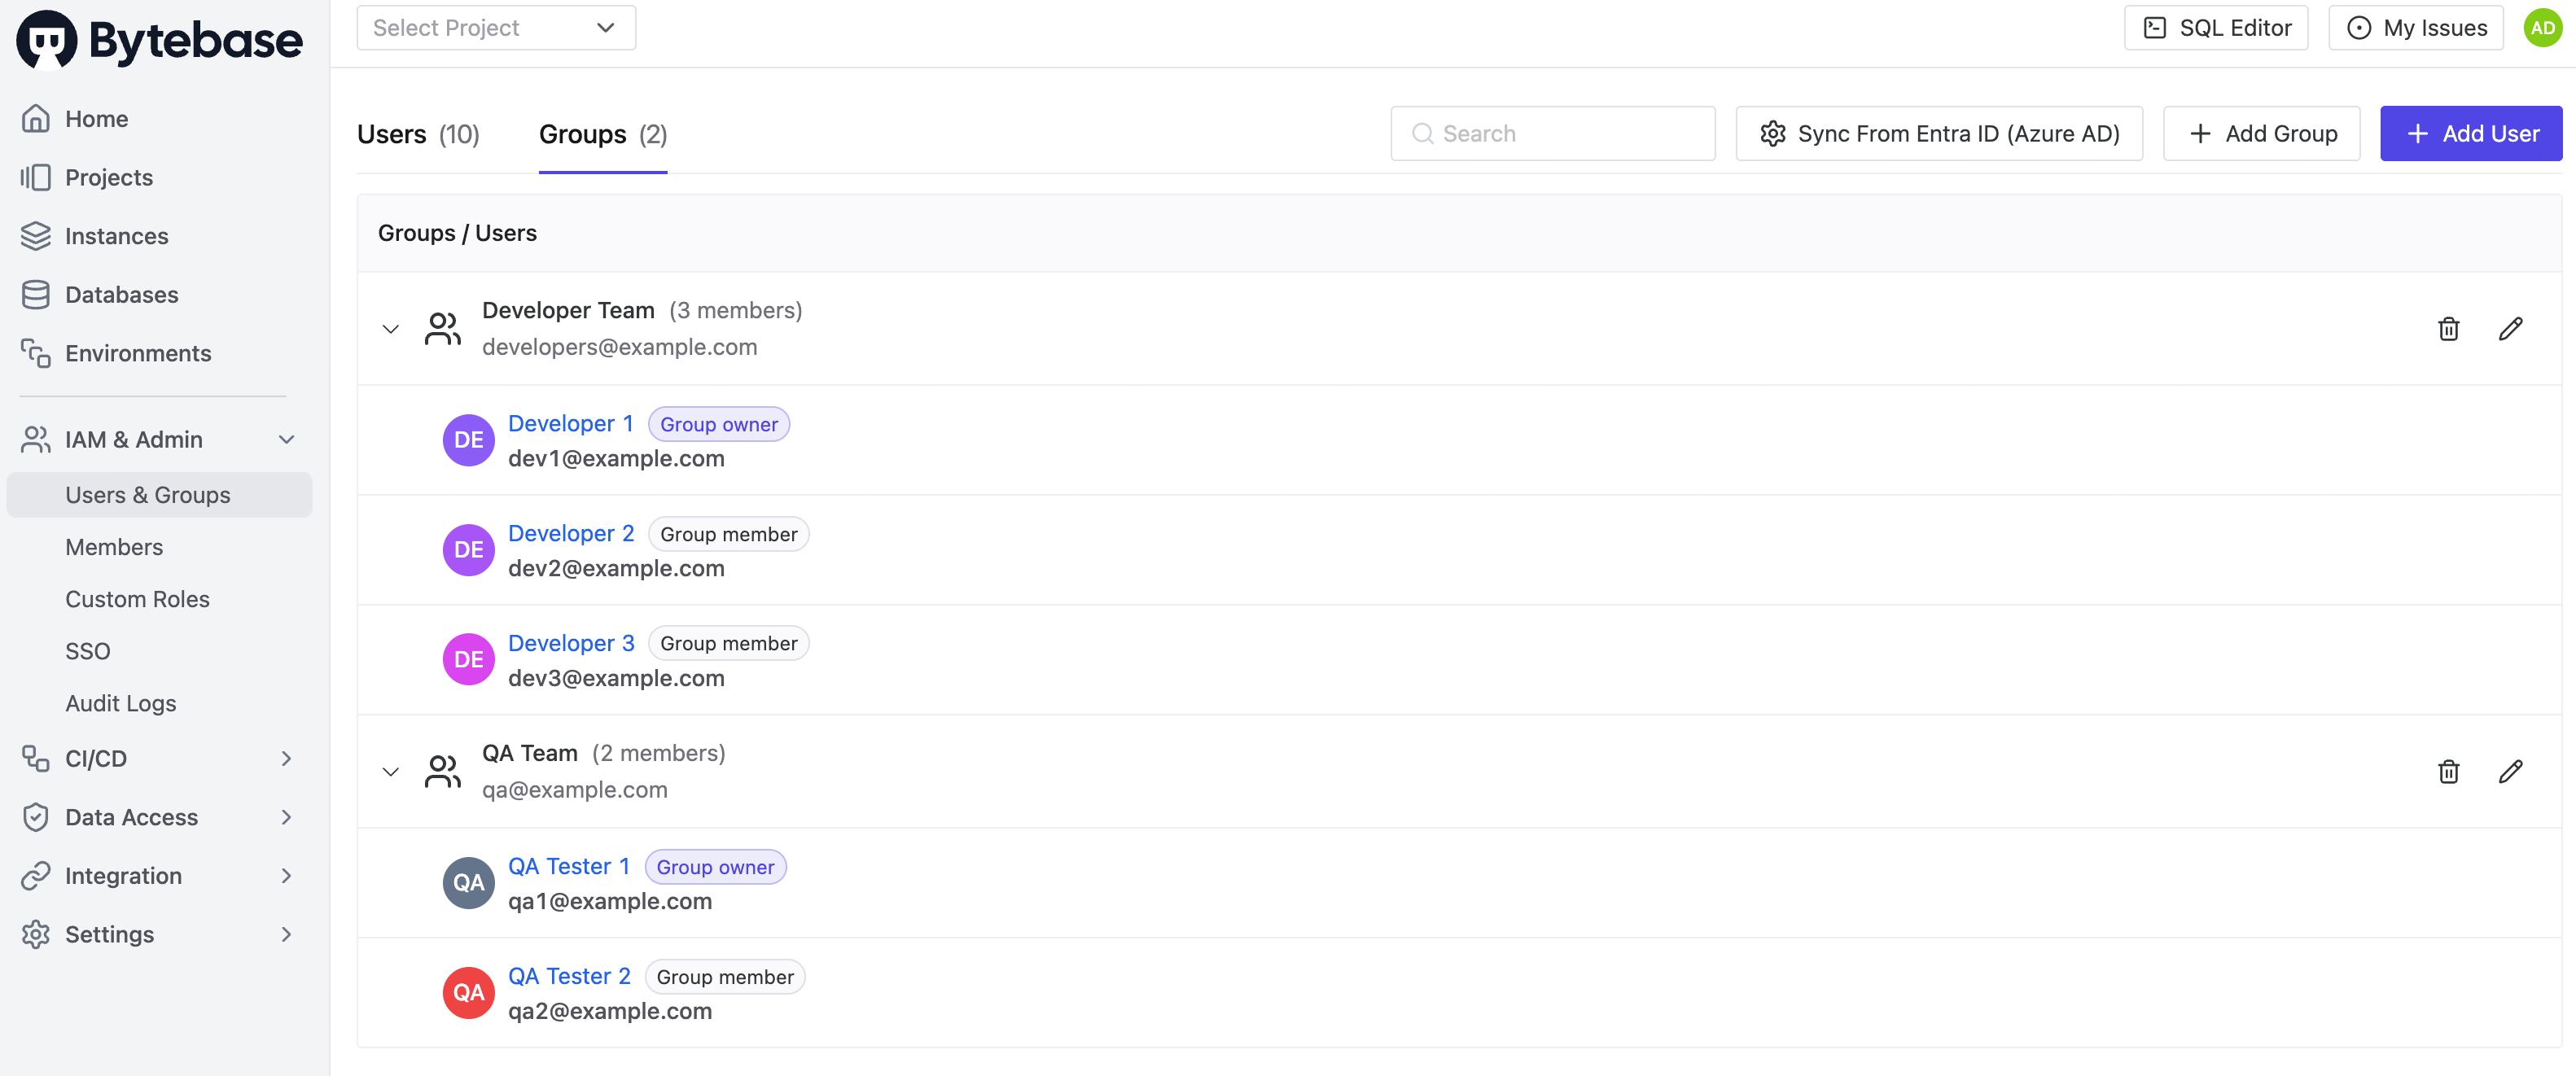 Bytebase
Home
Projects
Instances
Databases
Environments
IAM & Admin
Users & Groups
Members
Custom Roles
SSO
Audit Logs
CI/CD
Data Access
Integration
Settings
Select Project
SQL Editor
My Issues
AD
Users (10)
Groups (2)
Search
Sync From Entra ID (Azure AD)
Add Group
Add User
Groups / Users
Developer Team (3 members)
developers@example.com
DE
Developer 1 Group owner
dev1@example.com
DE
Developer 2 Group member
dev2@example.com
DE
Developer 3 Group member
dev3@example.com
QA Team (2 members)
qa@example.com
QA
QA Tester 1 Group owner
qa1@example.com
QA
QA Tester 2 Group member
qa2@example.com